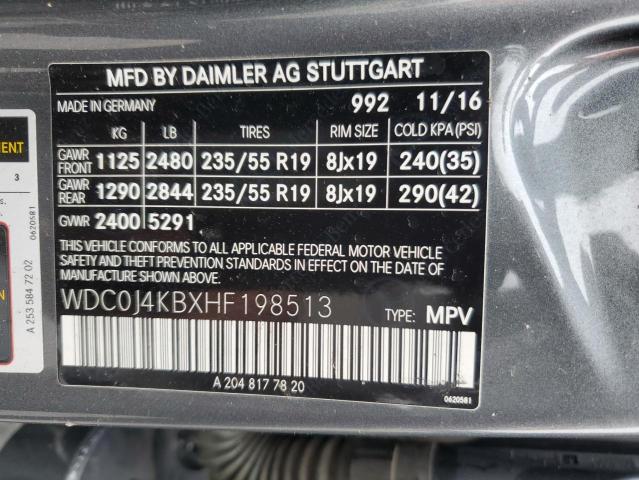 MFD BY DAIMLER AG STUTTGART
MADE IN GERMANY 992 11/16
KG LB TIRES RIM SIZE COLD KPA (PSI)
GAWR FRONT 1125 2480 235/55 R19 8Jx19 240(35)
GAWR REAR 1290 2844 235/55 R19 8Jx19 290(42)
GVWR 2400 5291
THIS VEHICLE CONFORMS TO ALL APPLICABLE FEDERAL MOTOR VEHICLE
SAFETY AND THEFT PREVENTION STANDARDS IN EFFECT ON THE DATE OF
MANUFACTURE SHOWN ABOVE.
WDC0J4KBXHF198513 TYPE: MPV
A 204 817 78 20
0620581
3
s.
0620581
A 253 584 72 02